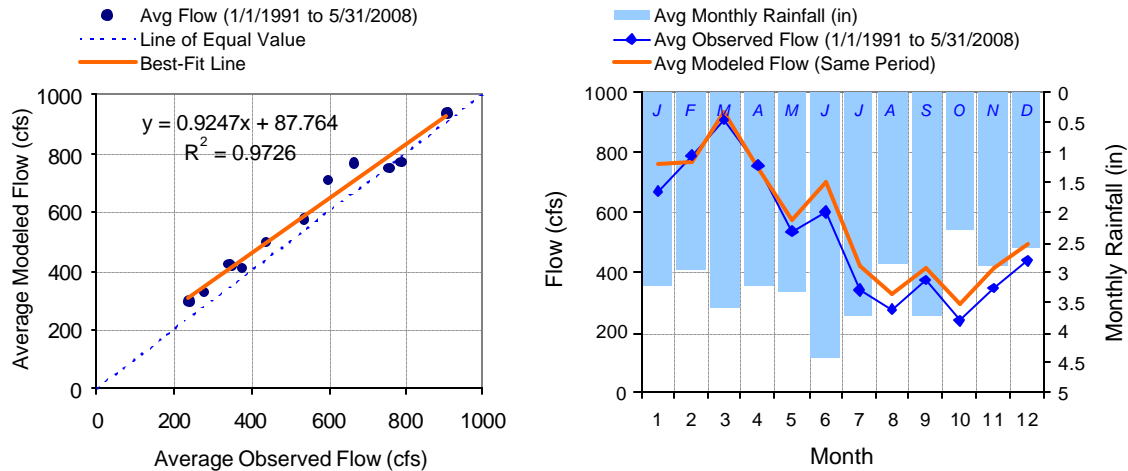 Avg Flow (1/1/1991 to 5/31/2008)
Line of Equal Value
Best-Fit Line
y = 0.9247x + 87.764
R² = 0.9726
Average Modeled Flow (cfs)
1000
800
600
400
200
0
0 200 400 600 800 1000
Average Observed Flow (cfs)
Avg Monthly Rainfall (in)
Avg Observed Flow (1/1/1991 to 5/31/2008)
Avg Modeled Flow (Same Period)
J F M A M J J A S O N D
Flow (cfs)
1000
800
600
400
200
0
0
0.5
1
1.5
2
2.5
3
3.5
4
4.5
5
Monthly Rainfall (in)
1 2 3 4 5 6 7 8 9 10 11 12
Month